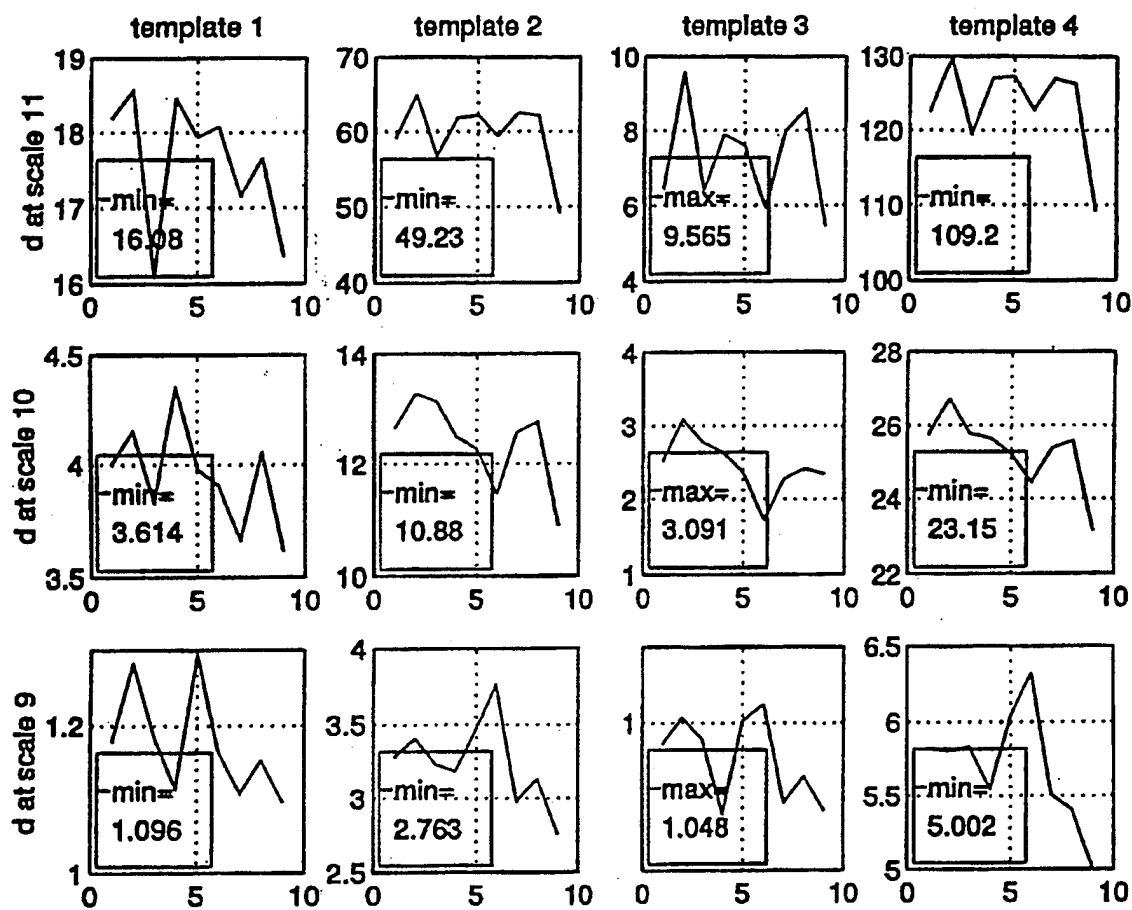 template 1 template 2 template 3 template 4
d at scale 11
19
18
17
16
min=
16.08
0 5 10
70
60
50
40
min=
49.23
0 5 10
10
8
6
4
max=
9.565
0 5 10
130
120
110
100
min=
109.2
0 5 10
d at scale 10
4.5
4
3.5
min=
3.614
0 5 10
14
12
10
min=
10.88
0 5 10
4
3
2
1
max=
3.091
0 5 10
28
26
24
22
min=
23.15
0 5 10
d at scale 9
1.2
1
min=
1.096
0 5 10
4
3.5
3
2.5
min=
2.763
0 5 10
1
max=
1.048
0 5 10
6.5
6
5.5
5
min=
5.002
0 5 10